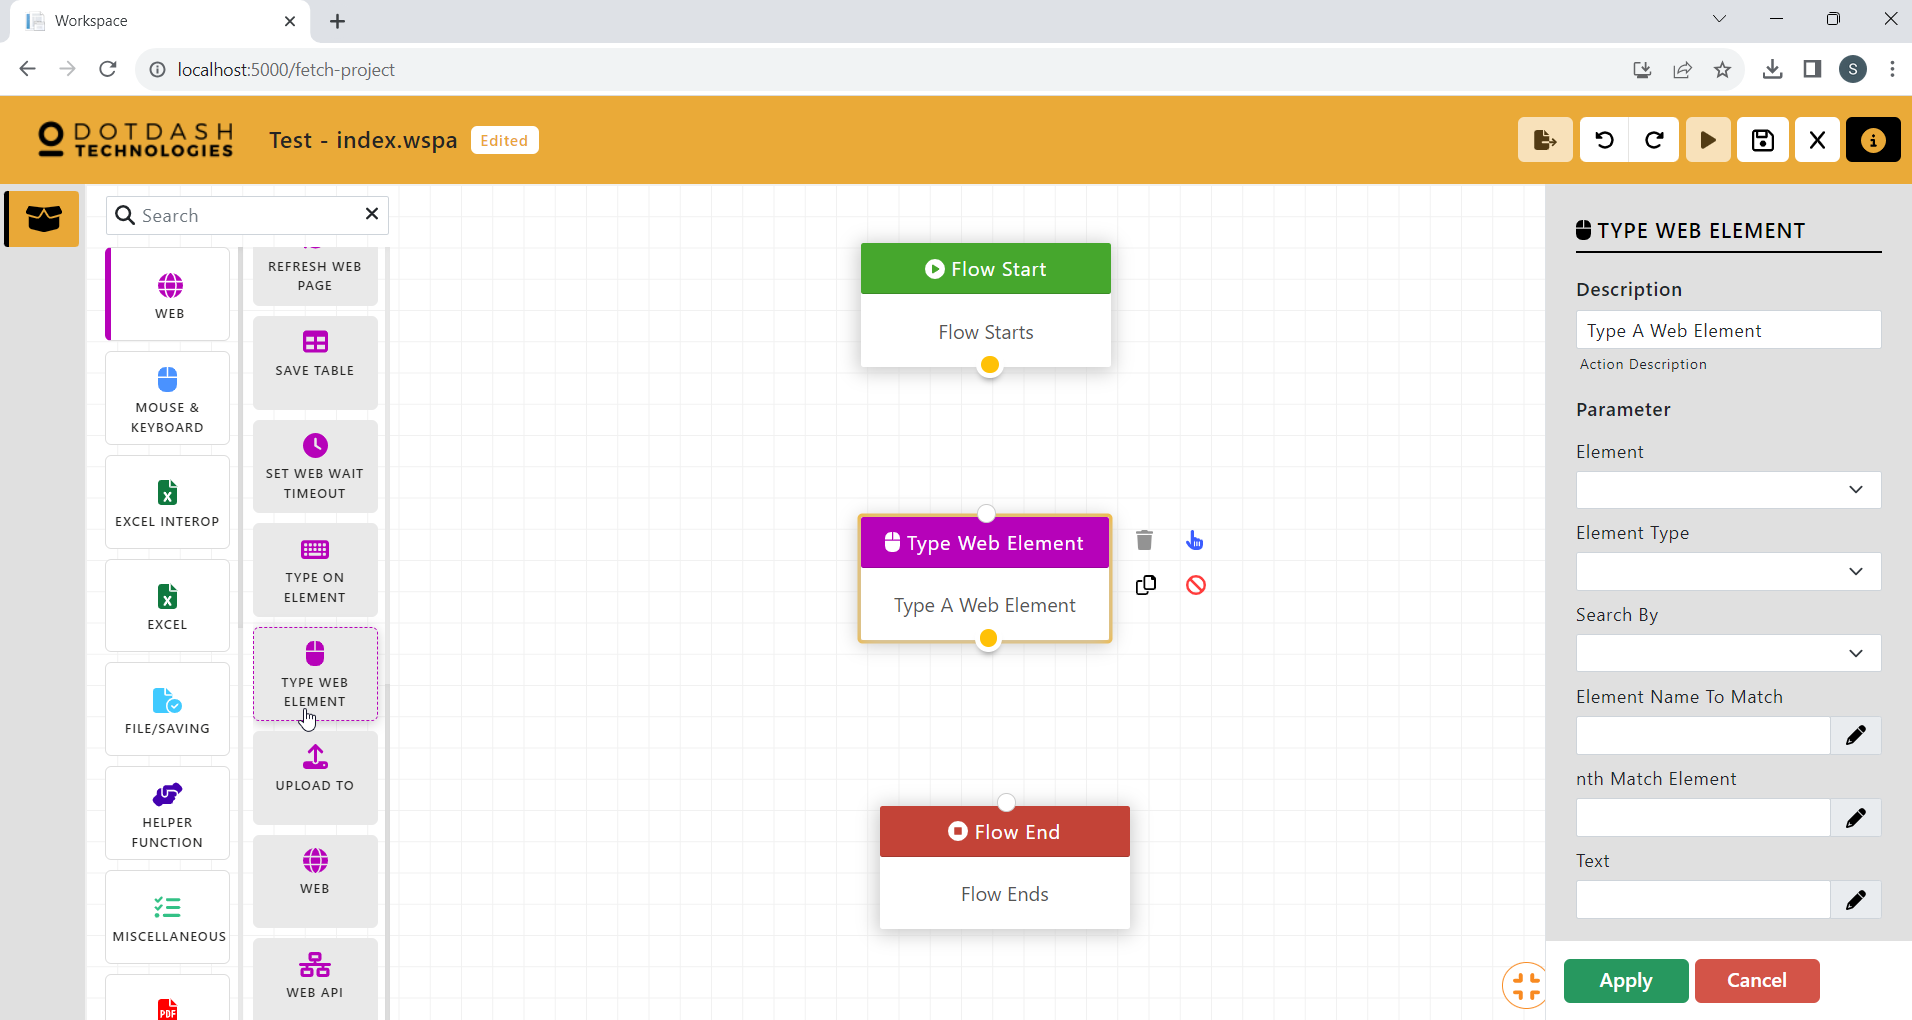 Workspace
localhost:5000/fetch-project
S
DOTDASH
TECHNOLOGIES
Test - index.wspa
Edited
Search
WEB
MOUSE &
KEYBOARD
EXCEL INTEROP
EXCEL
FILE/SAVING
HELPER
FUNCTION
MISCELLANEOUS
PDF
REFRESH WEB
PAGE
SAVE TABLE
SET WEB WAIT
TIMEOUT
TYPE ON
ELEMENT
TYPE WEB
ELEMENT
UPLOAD TO
WEB
WEB API
Flow Start
Flow Starts
Type Web Element
Type A Web Element
Flow End
Flow Ends
TYPE WEB ELEMENT
Description
Type A Web Element
Action Description
Parameter
Element
Element Type
Search By
Element Name To Match
nth Match Element
Text
Apply
Cancel